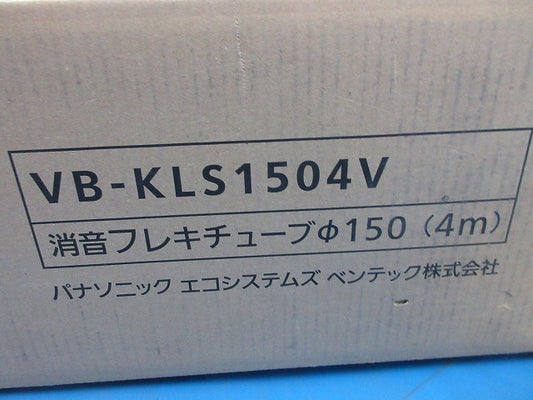 VB-KLS1504V
消音フレキチューブφ150（4m）
パナソニック エコシステムズ ベンテック株式会社